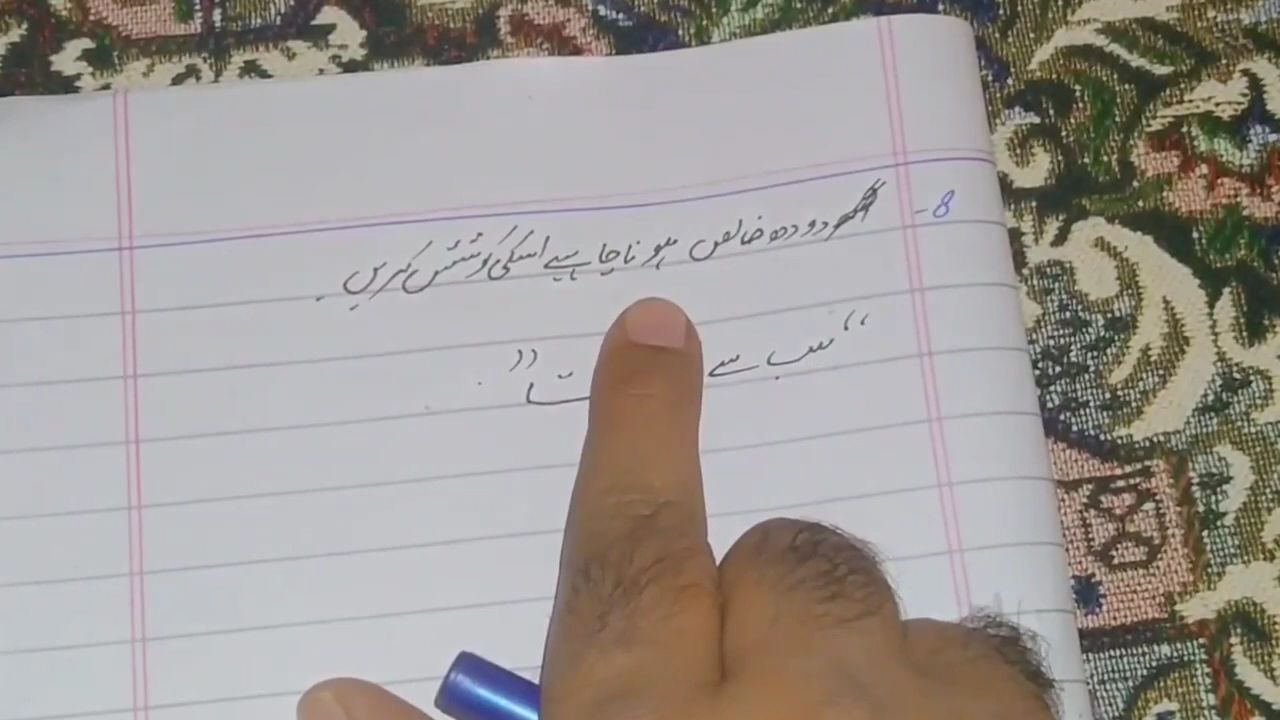 8- دودھ خالص ہونا چاہیے اسکی کوشش کریں.
“سب سے